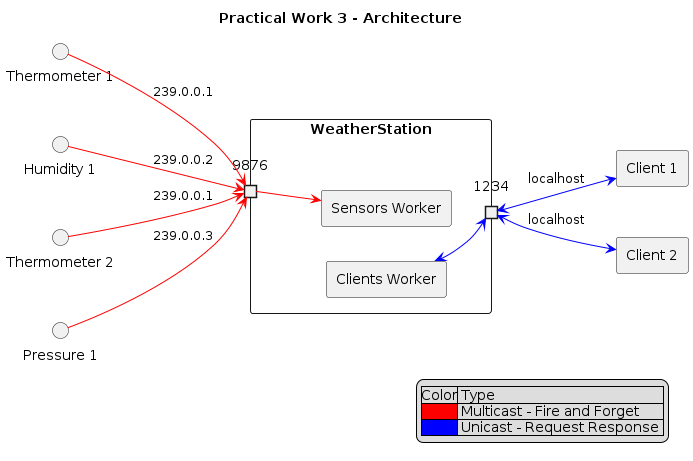 Practical Work 3 - Architecture
Thermometer 1
239.0.0.1
WeatherStation
Humidity 1
239.0.0.2
9876
Client 1
localhost
1234
239.0.0.1
Sensors Worker
localhost
239.0.0.3
Thermometer 2
Client 2
Clients Worker
Pressure 1
Color Type
Multicast - Fire and Forget
Unicast - Request Response